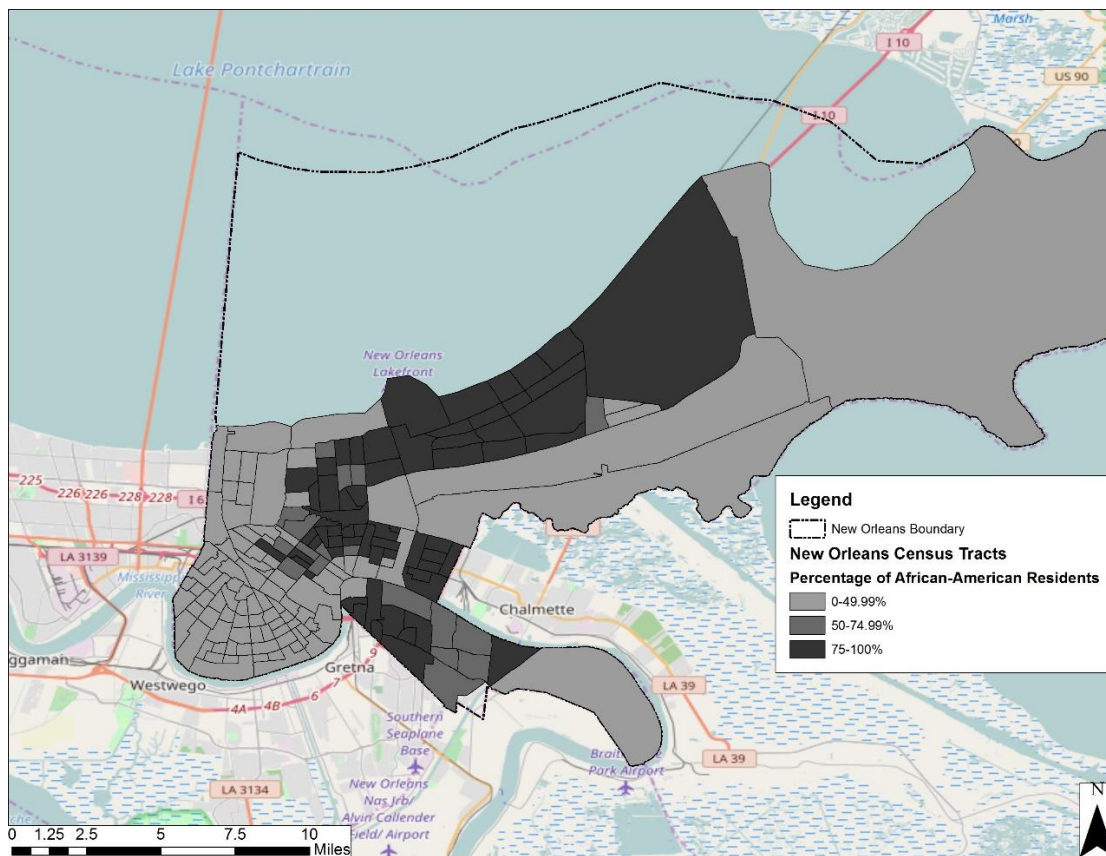 Marsh
I 10
Lake Pontchartrain
US 90
I 10
New Orleans
Lakefront
225
226
226
228
228
I 6
LA 3139
Mississippi
River
Chalmette
ggamah
Westwego
Gretna
9
7
6
4B
4A
LA 39
LA 39
Southern
Seaplane
Base
Park Airport
New Orleans
Nas Jrb/
Alvin Callender
Field/ Airport
LA 3134
Legend
New Orleans Boundary
New Orleans Census Tracts
Percentage of African-American Residents
0-49.99%
50-74.99%
75-100%
N
0 1.25 2.5 5 7.5 10
Miles